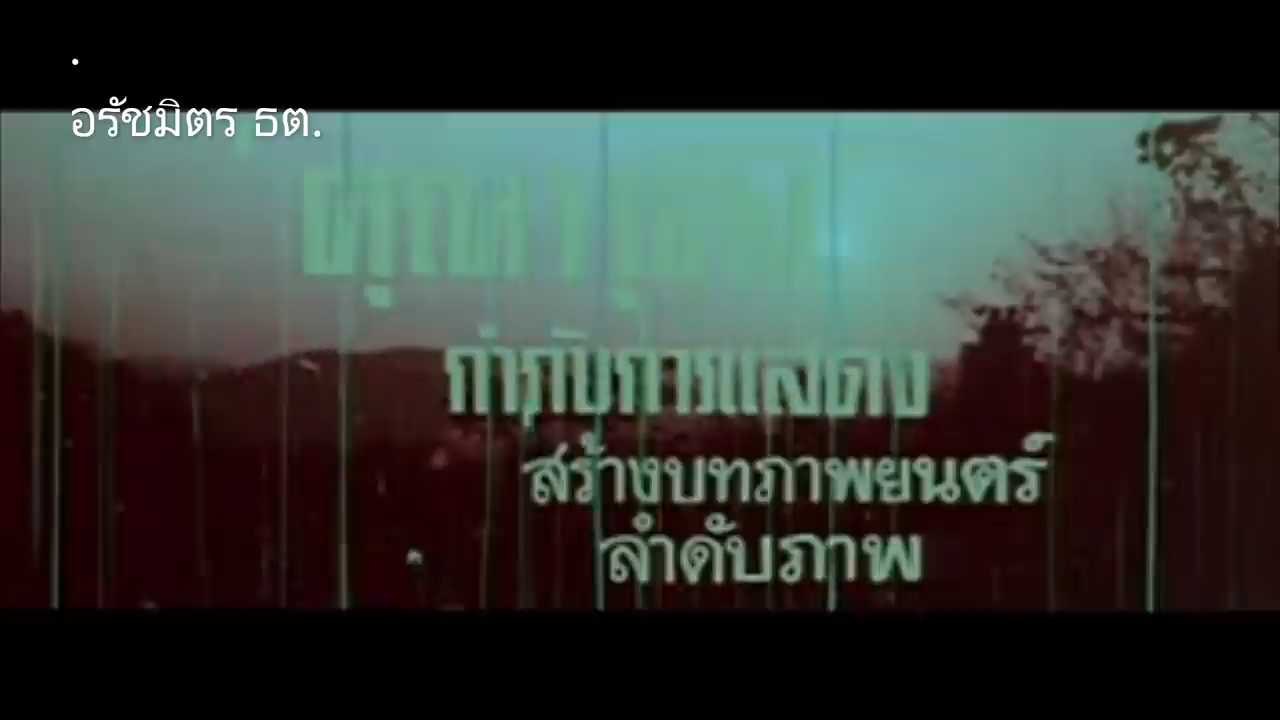 .
อรัชมิตร ธต.
กำกับการแสดง
สร้างบทภาพยนตร์
ลำดับภาพ